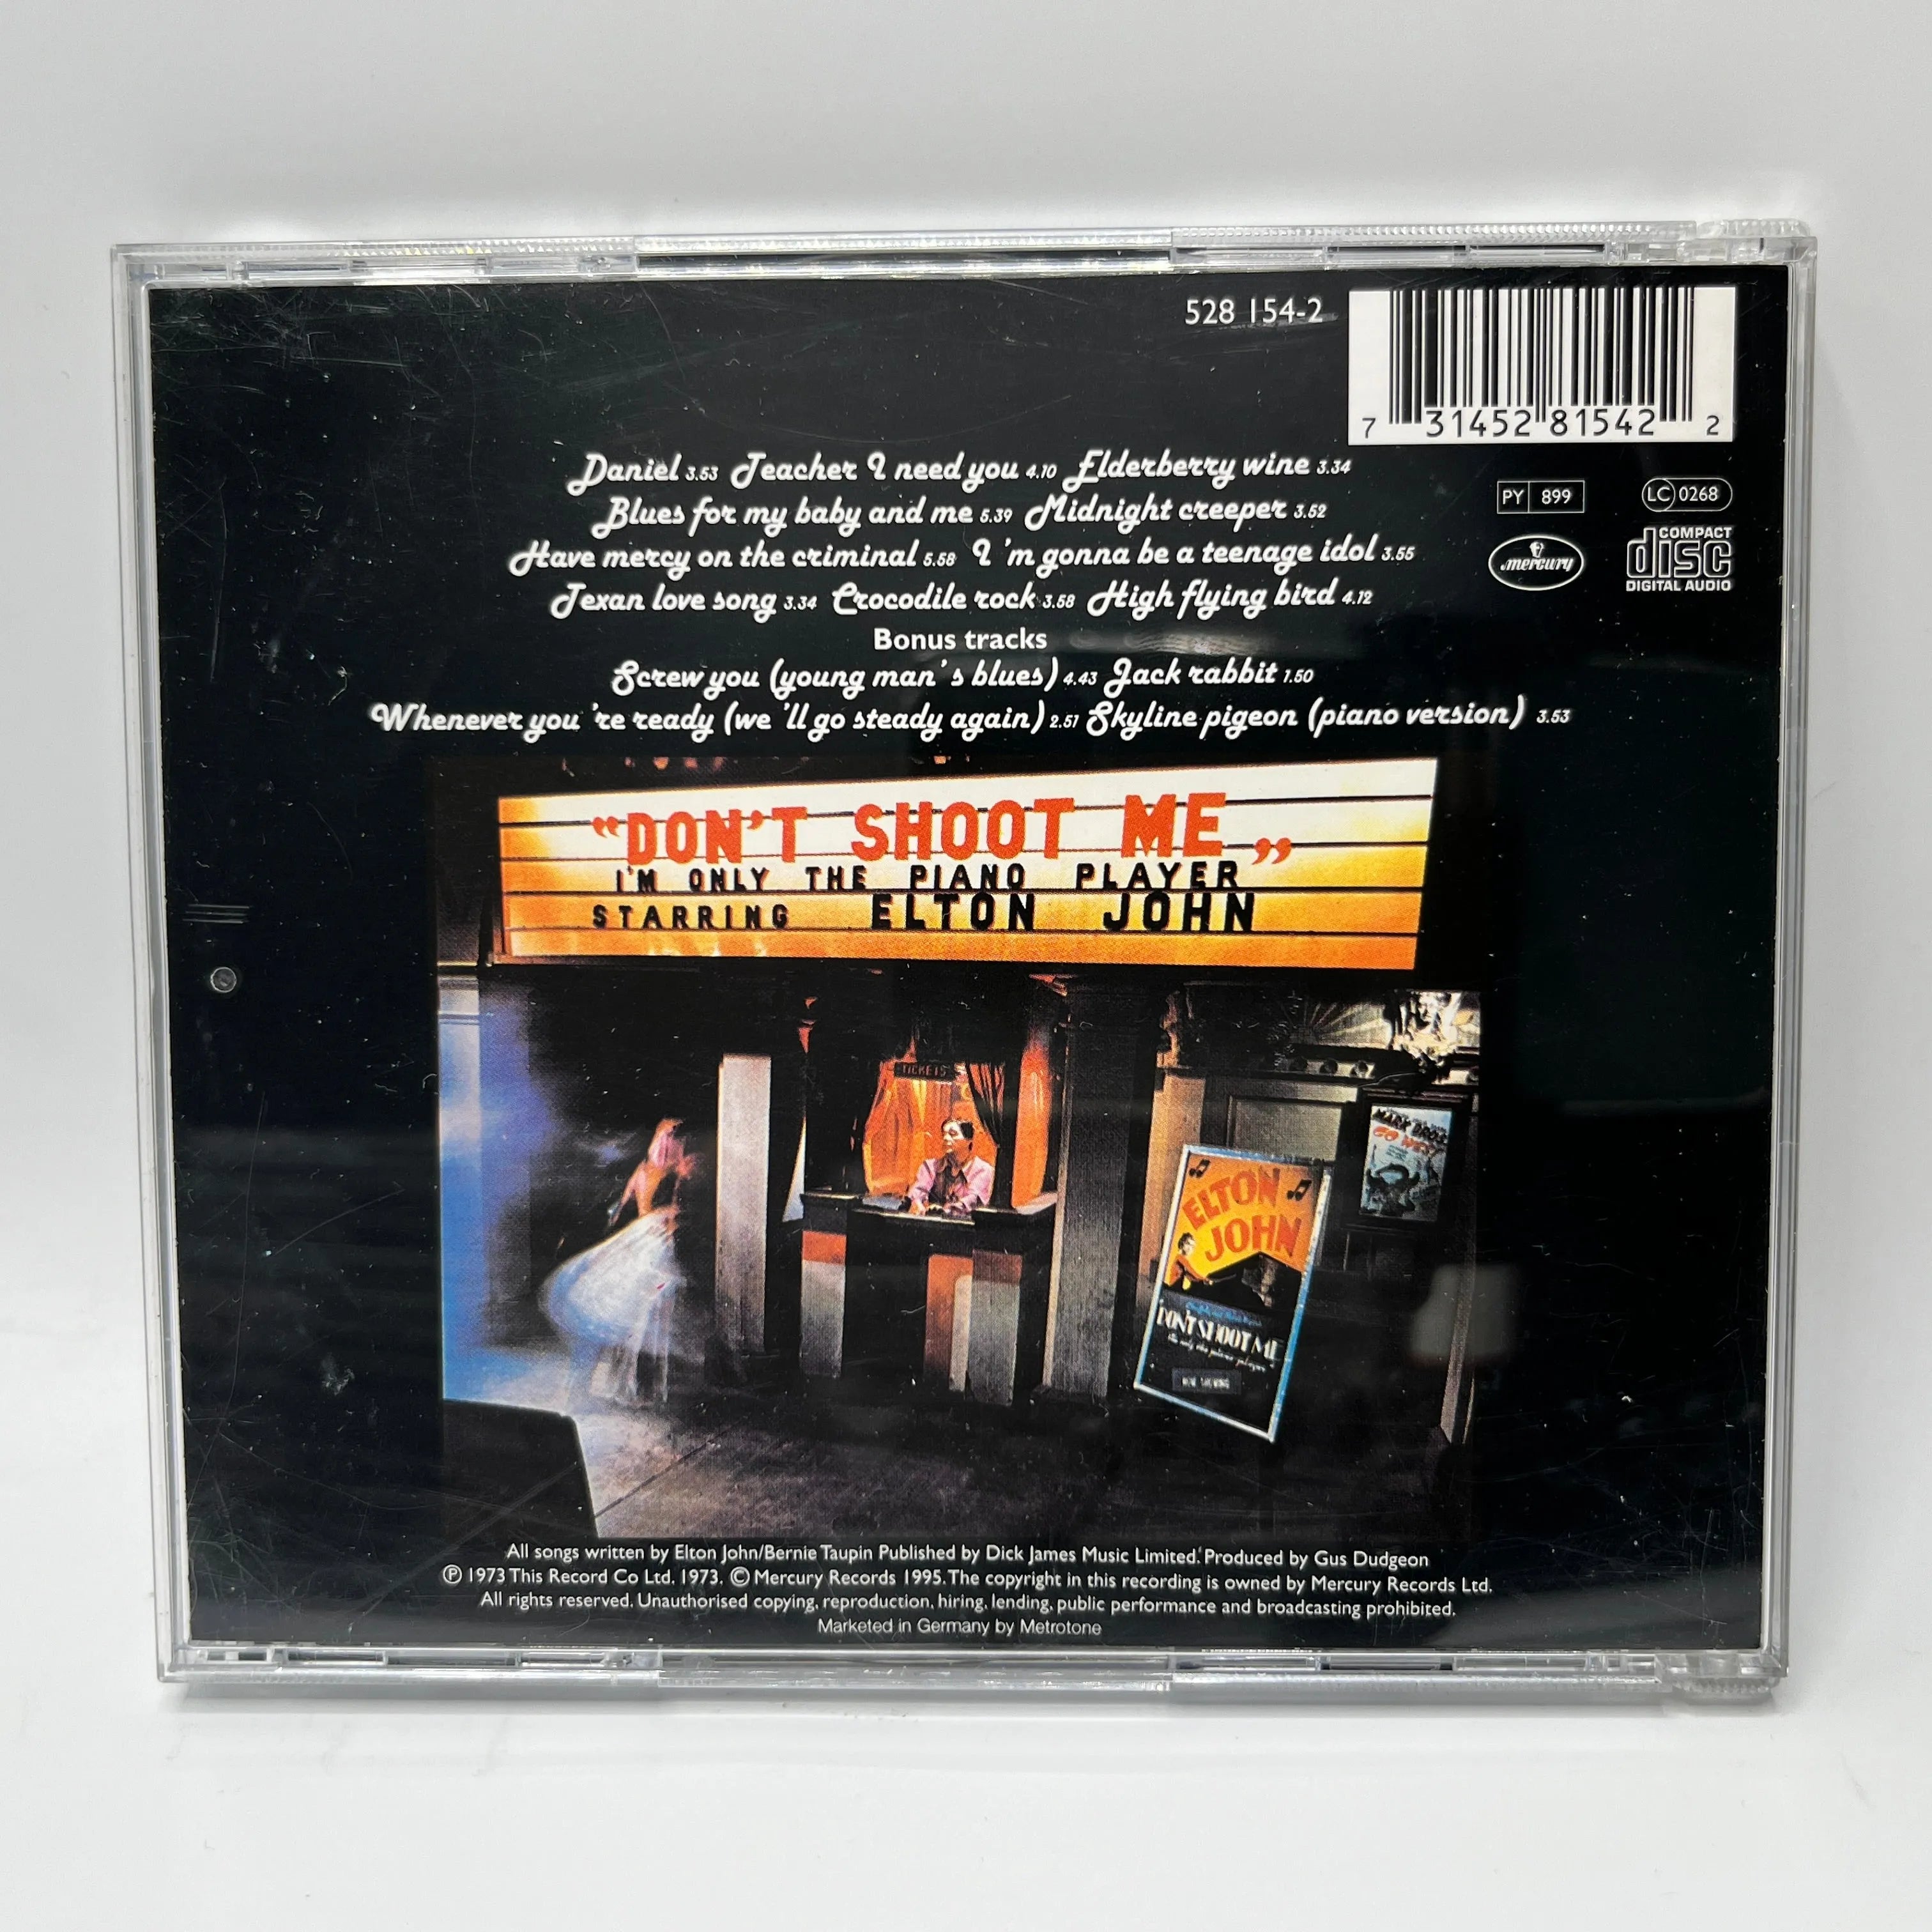 528 154-2
7 31452 81542 2
PY 899
LC 0268
mercury
COMPACT
disc
DIGITAL AUDIO
Daniel 3.53 Teacher I need you 4.10 Elderberry wine 3.34
Blues for my baby and me 5.39 Midnight creeper 3.52
Have mercy on the criminal 5.58 I 'm gonna be a teenage idol 3.55
Texan love song 3.34 Crocodile rock 3.58 High flying bird 4.12
Bonus tracks
Screw you (young man's blues) 4.43 Jack rabbit 1.50
Whenever you 're ready (we 'll go steady again) 2.51 Skyline pigeon (piano version) 3.53
"DON'T SHOOT ME„
I'M ONLY THE PIANO PLAYER
STARRING ELTON JOHN
TICKETS
GO WEST
ELTON
JOHN
DON'T SHOOT ME
NOW SHOWING
All songs written by Elton John/Bernie Taupin Published by Dick James Music Limited. Produced by Gus Dudgeon
℗ 1973 This Record Co Ltd. 1973. © Mercury Records 1995. The copyright in this recording is owned by Mercury Records Ltd.
All rights reserved. Unauthorised copying, reproduction, hiring, lending, public performance and broadcasting prohibited.
Marketed in Germany by Metrotone